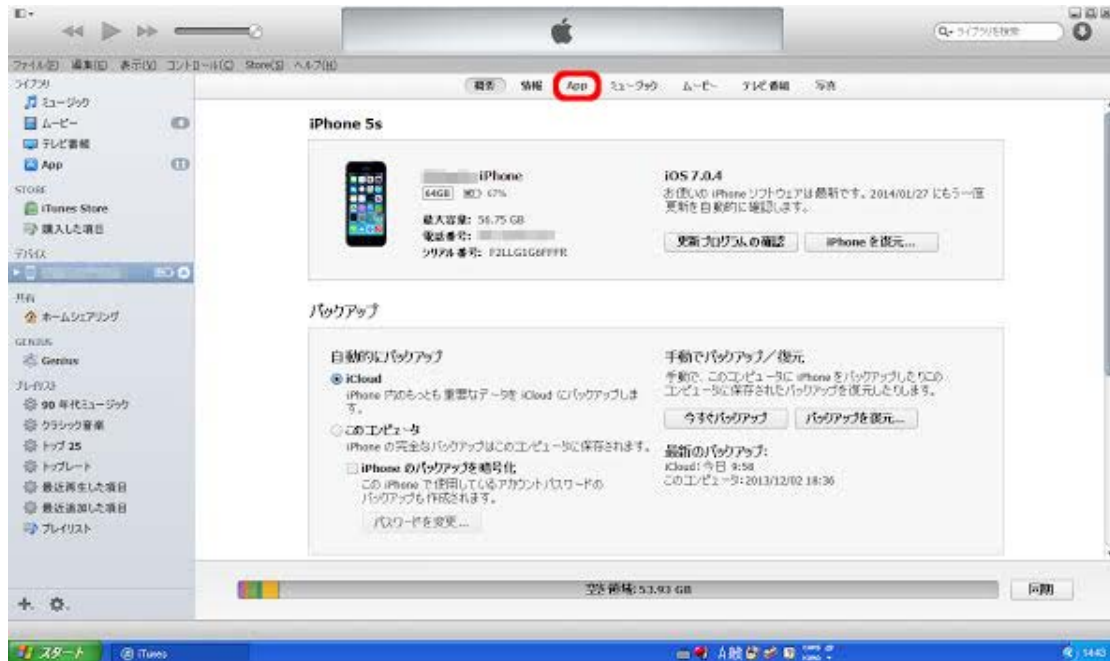 ライブラリを検索
ファイル(F) 編集(E) 表示(V) コントロール(C) Store(S) ヘルプ(H)
ライブラリ
ミュージック
ムービー 4
テレビ番組
App 11
STORE
iTunes Store
購入した項目
デバイス
共有
ホームシェアリング
GENIUS
Genius
プレイリスト
90 年代ミュージック
クラシック音楽
トップ 25
トップレート
最近再生した項目
最近追加した項目
プレイリスト
概要 情報 App ミュージック ムービー テレビ番組 写真
iPhone 5s
iPhone
64GB 67%
最大容量: 56.75 GB
電話番号:
シリアル番号: F2LLG1G6FFFR
iOS 7.0.4
お使いの iPhone ソフトウェアは最新です。2014/01/27 にもう一度
更新を自動的に確認します。
更新プログラムの確認 iPhone を復元...
バックアップ
自動的にバックアップ
iCloud
iPhone 内のもっとも重要なデータを iCloud にバックアップしま
す。
このコンピュータ
iPhone の完全なバックアップはこのコンピュータに保存されます。
iPhone のバックアップを暗号化
この iPhone で使用しているアカウントパスワードの
バックアップも作成されます。
パスワードを変更...
手動でバックアップ／復元
手動で、このコンピュータに iPhone をバックアップしたりこの
コンピュータに保存されたバックアップを復元したりします。
今すぐバックアップ バックアップを復元...
最新のバックアップ:
iCloud: 今日 9:58
このコンピュータ: 2013/12/02 18:36
空き領域: 53.93 GB
同期
スタート iTunes
A 般
14:43